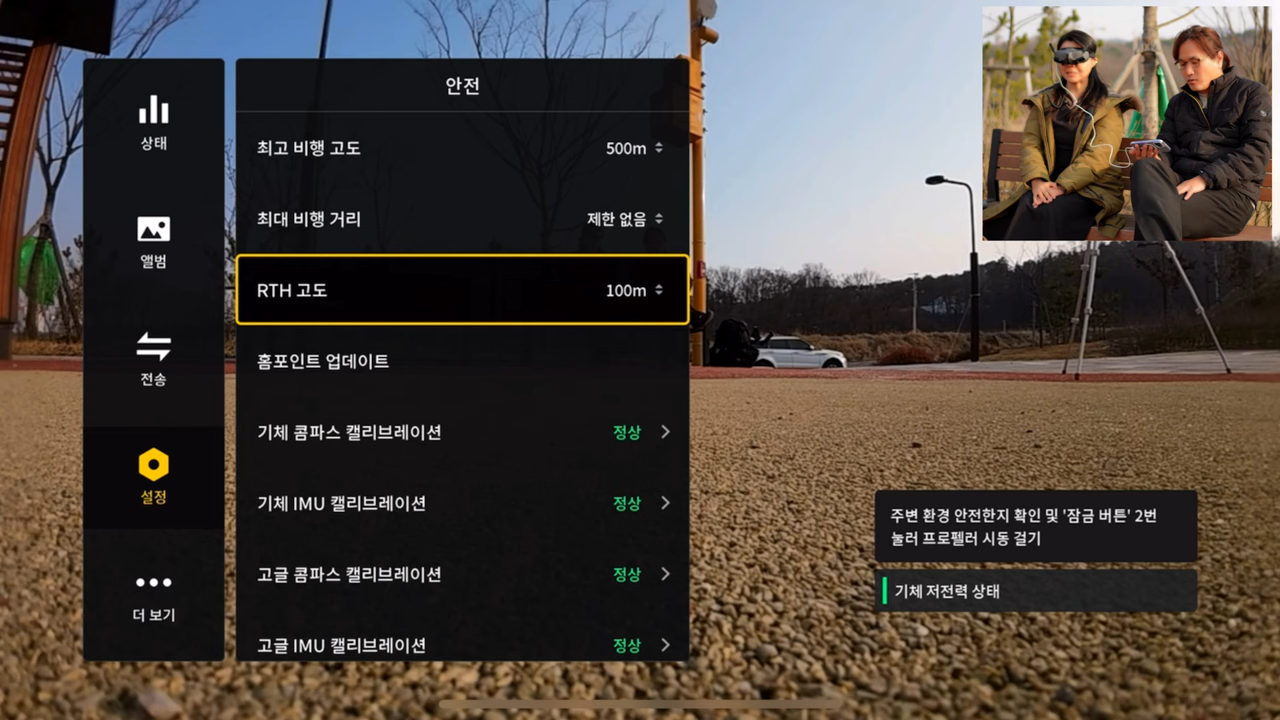 상태
앨범
전송
설정
더 보기
안전
최고 비행 고도 500m
최대 비행 거리 제한 없음
RTH 고도 100m
홈포인트 업데이트
기체 콤파스 캘리브레이션 정상
기체 IMU 캘리브레이션 정상
고글 콤파스 캘리브레이션 정상
고글 IMU 캘리브레이션 정상
주변 환경 안전한지 확인 및 '잠금 버튼' 2번
눌러 프로펠러 시동 걸기
기체 저전력 상태